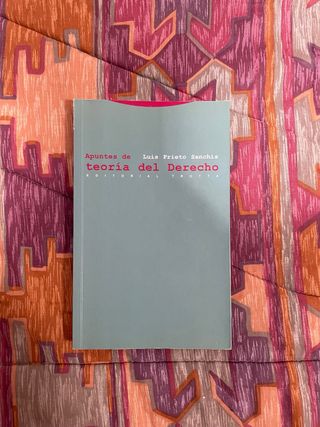 Apuntes de Luis Prieto Sanchís
teoría del Derecho
EDITORIAL TROTTA